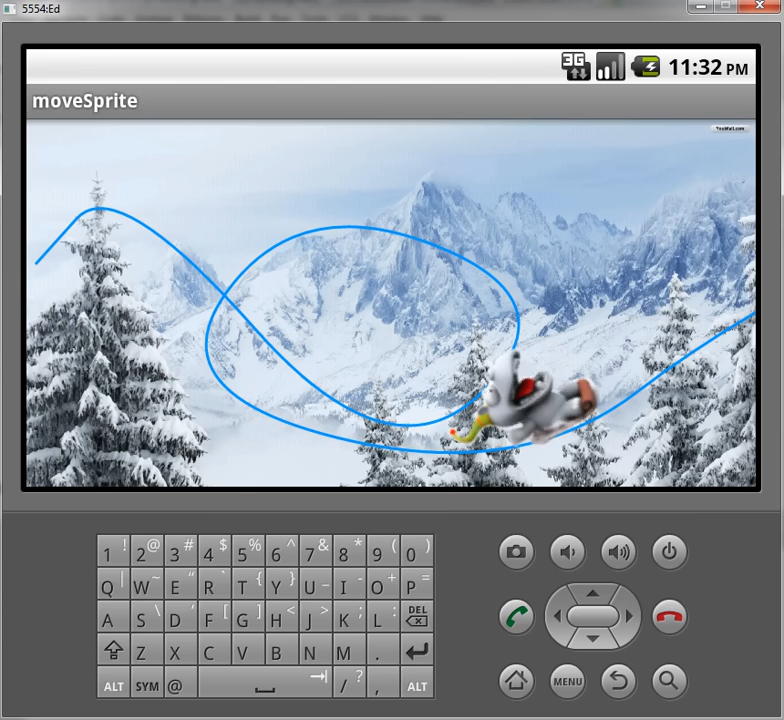 5554:Ed
3G 11:32 PM
moveSprite
1 ! 2 @ 3 # 4 $ 5 % 6 ^ 7 & 8 * 9 ( 0 )
Q | W ~ E " R ` T { Y } U _ I - O + P =
A S \ D ' F [ G ] H < J > K ; L : DEL
Z X C V B N M .
ALT SYM @ / ? , ALT
MENU